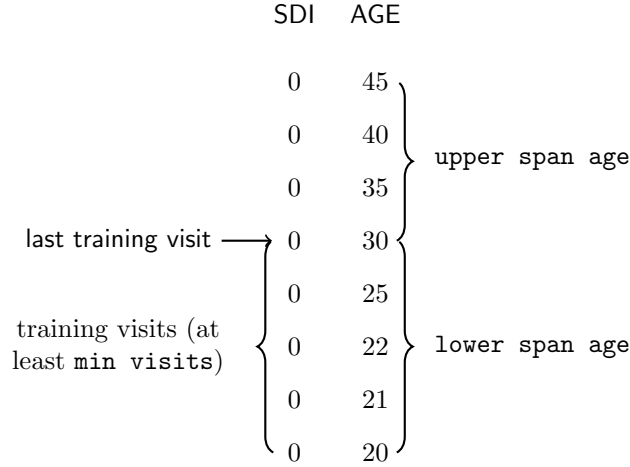 SDI AGE
0 45
0 40
upper span age
0 35
last training visit 0 30
0 25
training visits (at
least min visits)
0 22 lower span age
0 21
0 20